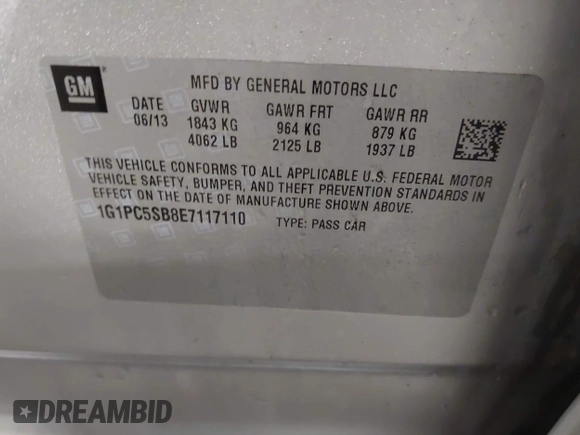 GM
MFD BY GENERAL MOTORS LLC
DATE GVWR GAWR FRT GAWR RR
06/13 1843 KG 964 KG 879 KG
4062 LB 2125 LB 1937 LB
THIS VEHICLE CONFORMS TO ALL APPLICABLE U.S. FEDERAL MOTOR
VEHICLE SAFETY, BUMPER, AND THEFT PREVENTION STANDARDS IN
EFFECT ON THE DATE OF MANUFACTURE SHOWN ABOVE.
1G1PC5SB8E7117110 TYPE: PASS CAR
DREAMBID